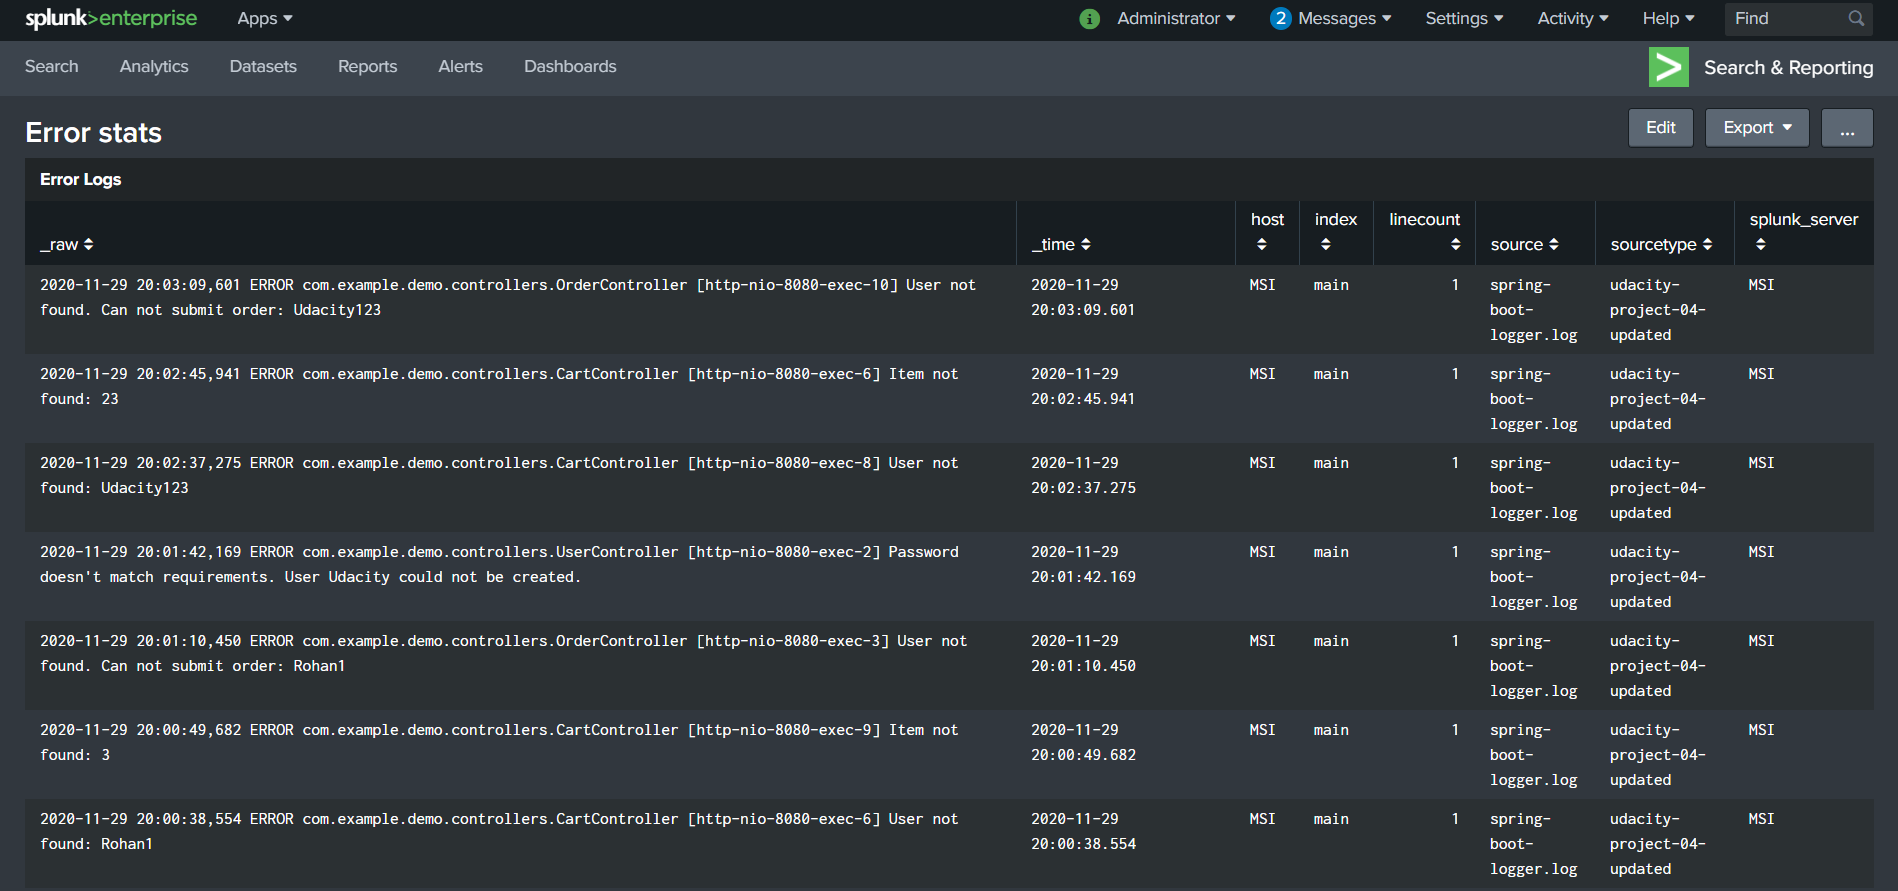 splunk>enterprise Apps Administrator 2 Messages Settings Activity Help Find
Search Analytics Datasets Reports Alerts Dashboards Search & Reporting
Error stats Edit Export ...
Error Logs
_raw _time host index linecount source sourcetype splunk_server
2020-11-29 20:03:09,601 ERROR com.example.demo.controllers.OrderController [http-nio-8080-exec-10] User not 2020-11-29 MSI main 1 spring- udacity- MSI
found. Can not submit order: Udacity123 20:03:09.601 boot- project-04-
logger.log updated
2020-11-29 20:02:45,941 ERROR com.example.demo.controllers.CartController [http-nio-8080-exec-6] Item not 2020-11-29 MSI main 1 spring- udacity- MSI
found: 23 20:02:45.941 boot- project-04-
logger.log updated
2020-11-29 20:02:37,275 ERROR com.example.demo.controllers.CartController [http-nio-8080-exec-8] User not 2020-11-29 MSI main 1 spring- udacity- MSI
found: Udacity123 20:02:37.275 boot- project-04-
logger.log updated
2020-11-29 20:01:42,169 ERROR com.example.demo.controllers.UserController [http-nio-8080-exec-2] Password 2020-11-29 MSI main 1 spring- udacity- MSI
doesn't match requirements. User Udacity could not be created. 20:01:42.169 boot- project-04-
logger.log updated
2020-11-29 20:01:10,450 ERROR com.example.demo.controllers.OrderController [http-nio-8080-exec-3] User not 2020-11-29 MSI main 1 spring- udacity- MSI
found. Can not submit order: Rohan1 20:01:10.450 boot- project-04-
logger.log updated
2020-11-29 20:00:49,682 ERROR com.example.demo.controllers.CartController [http-nio-8080-exec-9] Item not 2020-11-29 MSI main 1 spring- udacity- MSI
found: 3 20:00:49.682 boot- project-04-
logger.log updated
2020-11-29 20:00:38,554 ERROR com.example.demo.controllers.CartController [http-nio-8080-exec-6] User not 2020-11-29 MSI main 1 spring- udacity- MSI
found: Rohan1 20:00:38.554 boot- project-04-
logger.log updated